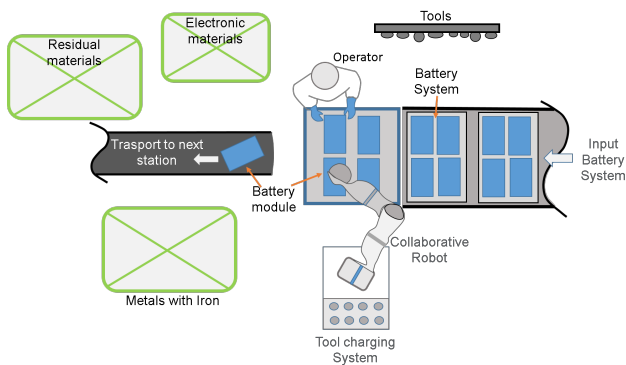 Tools
Electronic
materials
Residual
materials
Operator
Battery
System
Trasport to next
station
Input
Battery
System
Battery
module
Collaborative
Robot
Metals with Iron
Tool charging
System